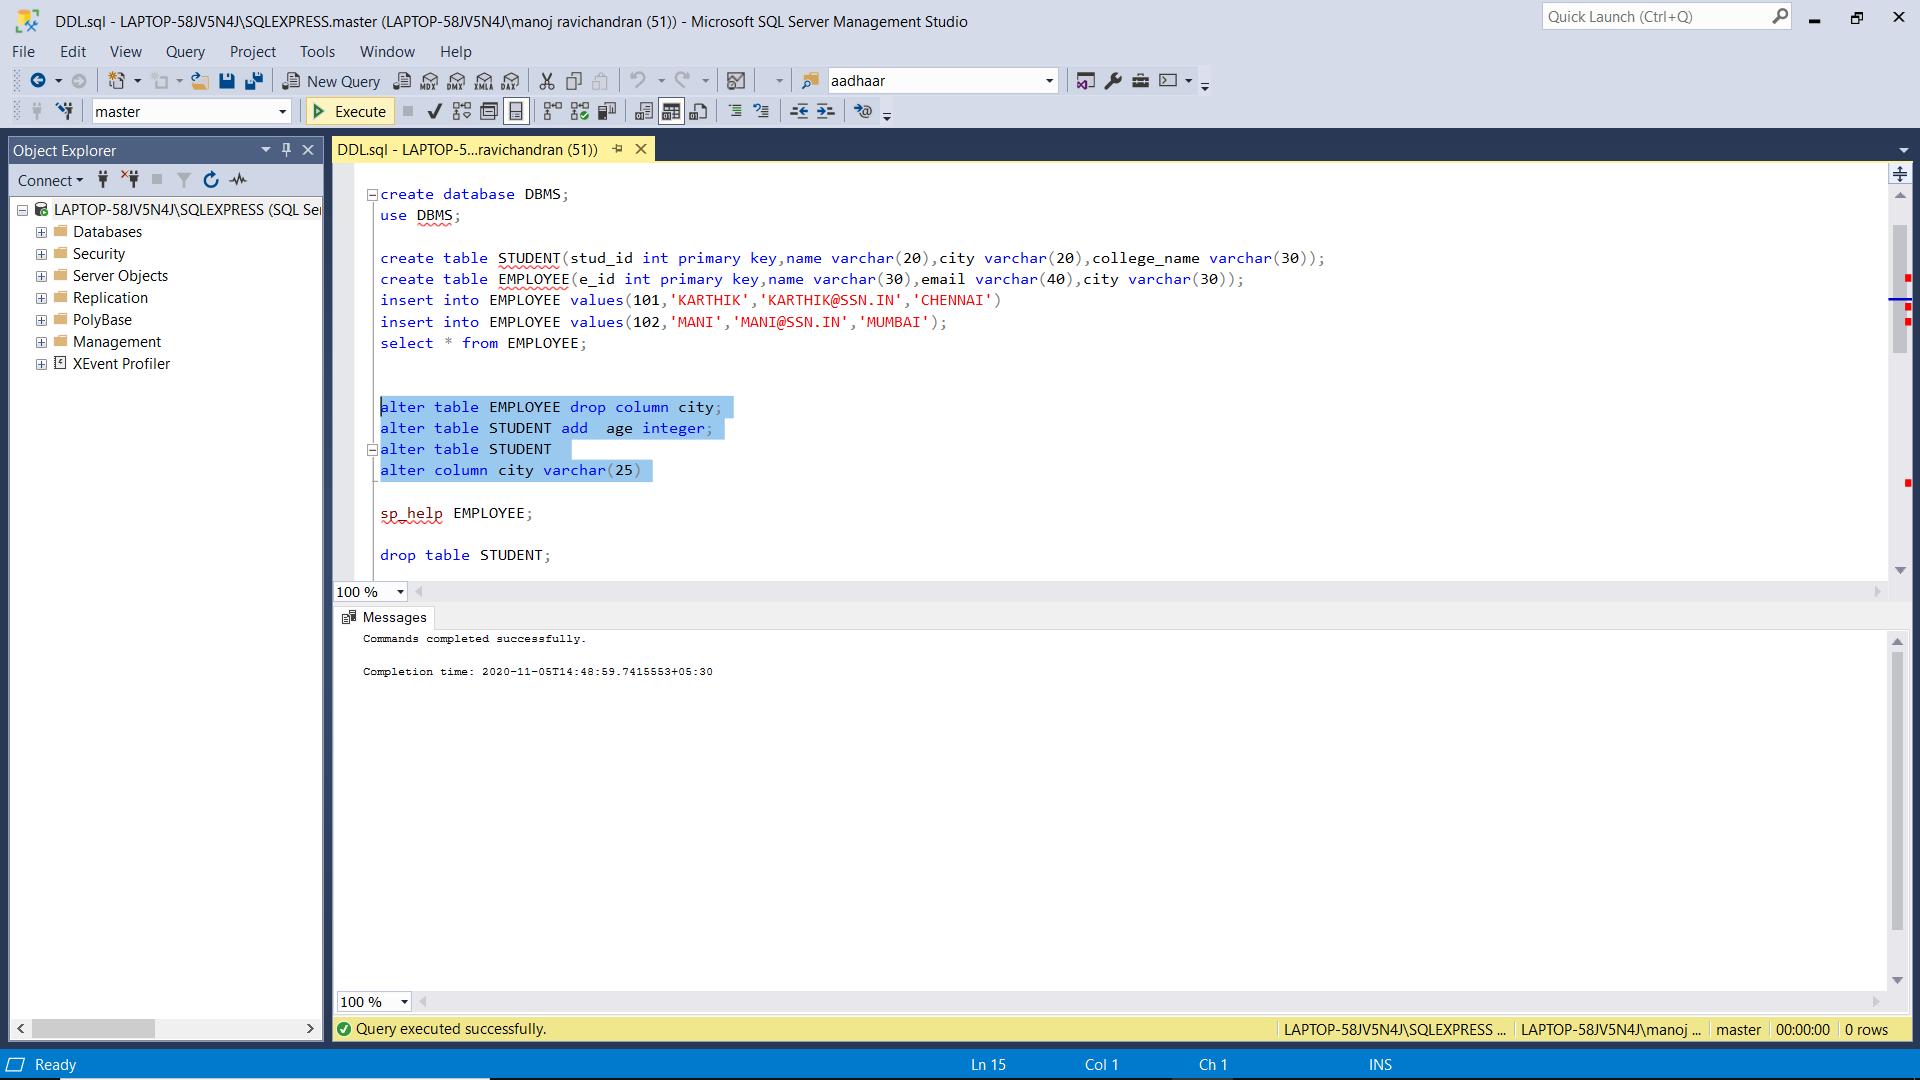 DDL.sql - LAPTOP-58JV5N4J\SQLEXPRESS.master (LAPTOP-58JV5N4J\manoj ravichandran (51)) - Microsoft SQL Server Management Studio
Quick Launch (Ctrl+Q)
File Edit View Query Project Tools Window Help
New Query MDX DMX XMLA DAX aadhaar
master Execute
Object Explorer
DDL.sql - LAPTOP-5...ravichandran (51))
Connect
LAPTOP-58JV5N4J\SQLEXPRESS (SQL Ser
Databases
Security
Server Objects
Replication
PolyBase
Management
XEvent Profiler
create database DBMS;
use DBMS;
create table STUDENT(stud_id int primary key,name varchar(20),city varchar(20),college_name varchar(30));
create table EMPLOYEE(e_id int primary key,name varchar(30),email varchar(40),city varchar(30));
insert into EMPLOYEE values(101,'KARTHIK','KARTHIK@SSN.IN','CHENNAI')
insert into EMPLOYEE values(102,'MANI','MANI@SSN.IN','MUMBAI');
select * from EMPLOYEE;
alter table EMPLOYEE drop column city;
alter table STUDENT add  age integer;
alter table STUDENT
alter column city varchar(25)
sp_help EMPLOYEE;
drop table STUDENT;
100 %
Messages
Commands completed successfully.
Completion time: 2020-11-05T14:48:59.7415553+05:30
100 %
Query executed successfully. LAPTOP-58JV5N4J\SQLEXPRESS ... LAPTOP-58JV5N4J\manoj ... master 00:00:00 0 rows
Ready Ln 15 Col 1 Ch 1 INS